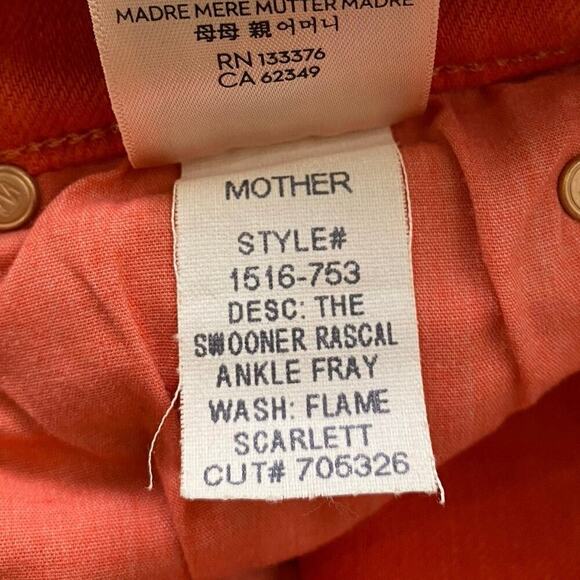 MADRE MERE MUTTER MADRE
母母 親 어머니
RN 133376
CA 62349
MOTHER
STYLE#
1516-753
DESC: THE
SWOONER RASCAL
ANKLE FRAY
WASH: FLAME
SCARLETT
CUT# 705326